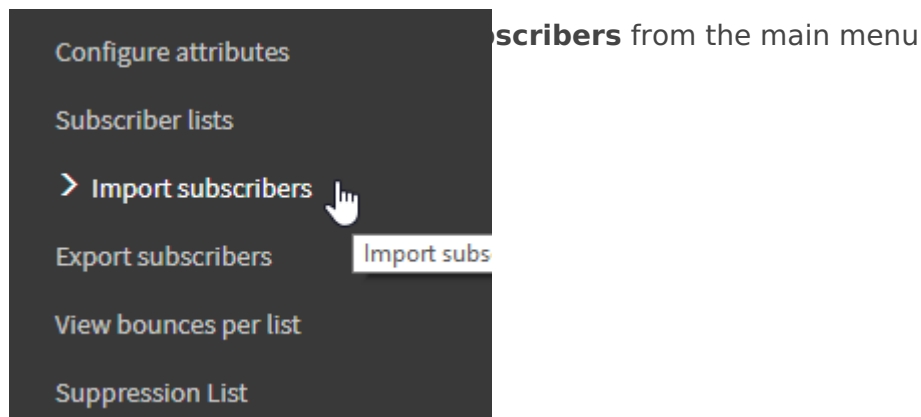 scribers from the main menu
Configure attributes
Subscriber lists
Import subscribers
Export subscribers
Import subs
View bounces per list
Suppression List